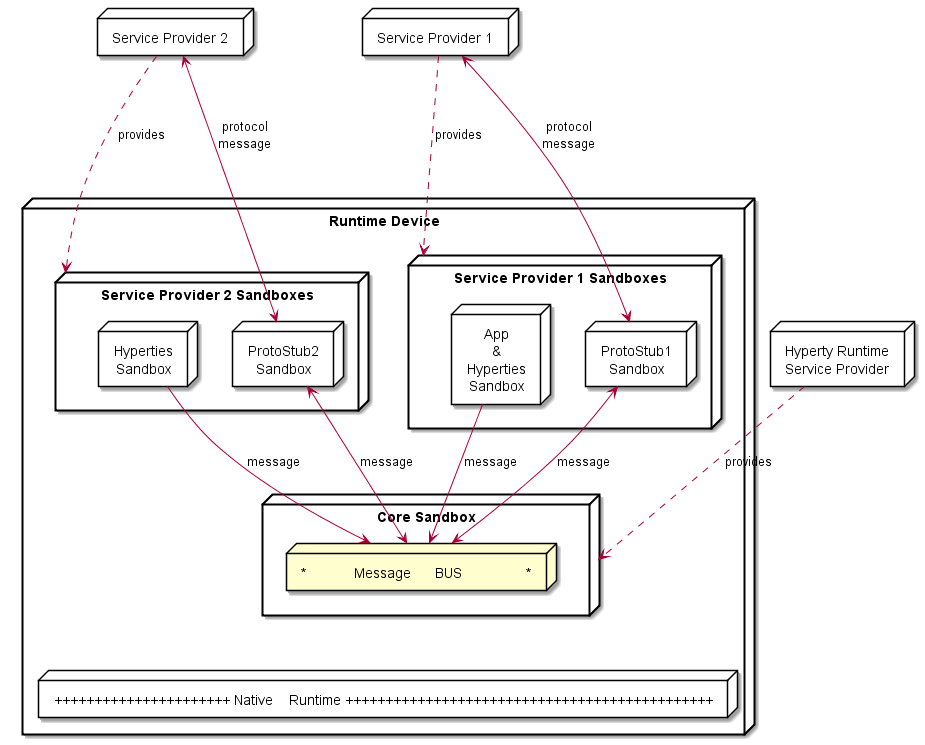 Service Provider 2
Service Provider 1
provides
protocol
message
provides
protocol
message
Runtime Device
Service Provider 2 Sandboxes
Hyperties
Sandbox
ProtoStub2
Sandbox
Service Provider 1 Sandboxes
App
&
Hyperties
Sandbox
ProtoStub1
Sandbox
Hyperty Runtime
Service Provider
message
message
message
message
provides
Core Sandbox
* Message BUS *
++++++++++++++++++++++ Native Runtime ++++++++++++++++++++++++++++++++++++++++++++++